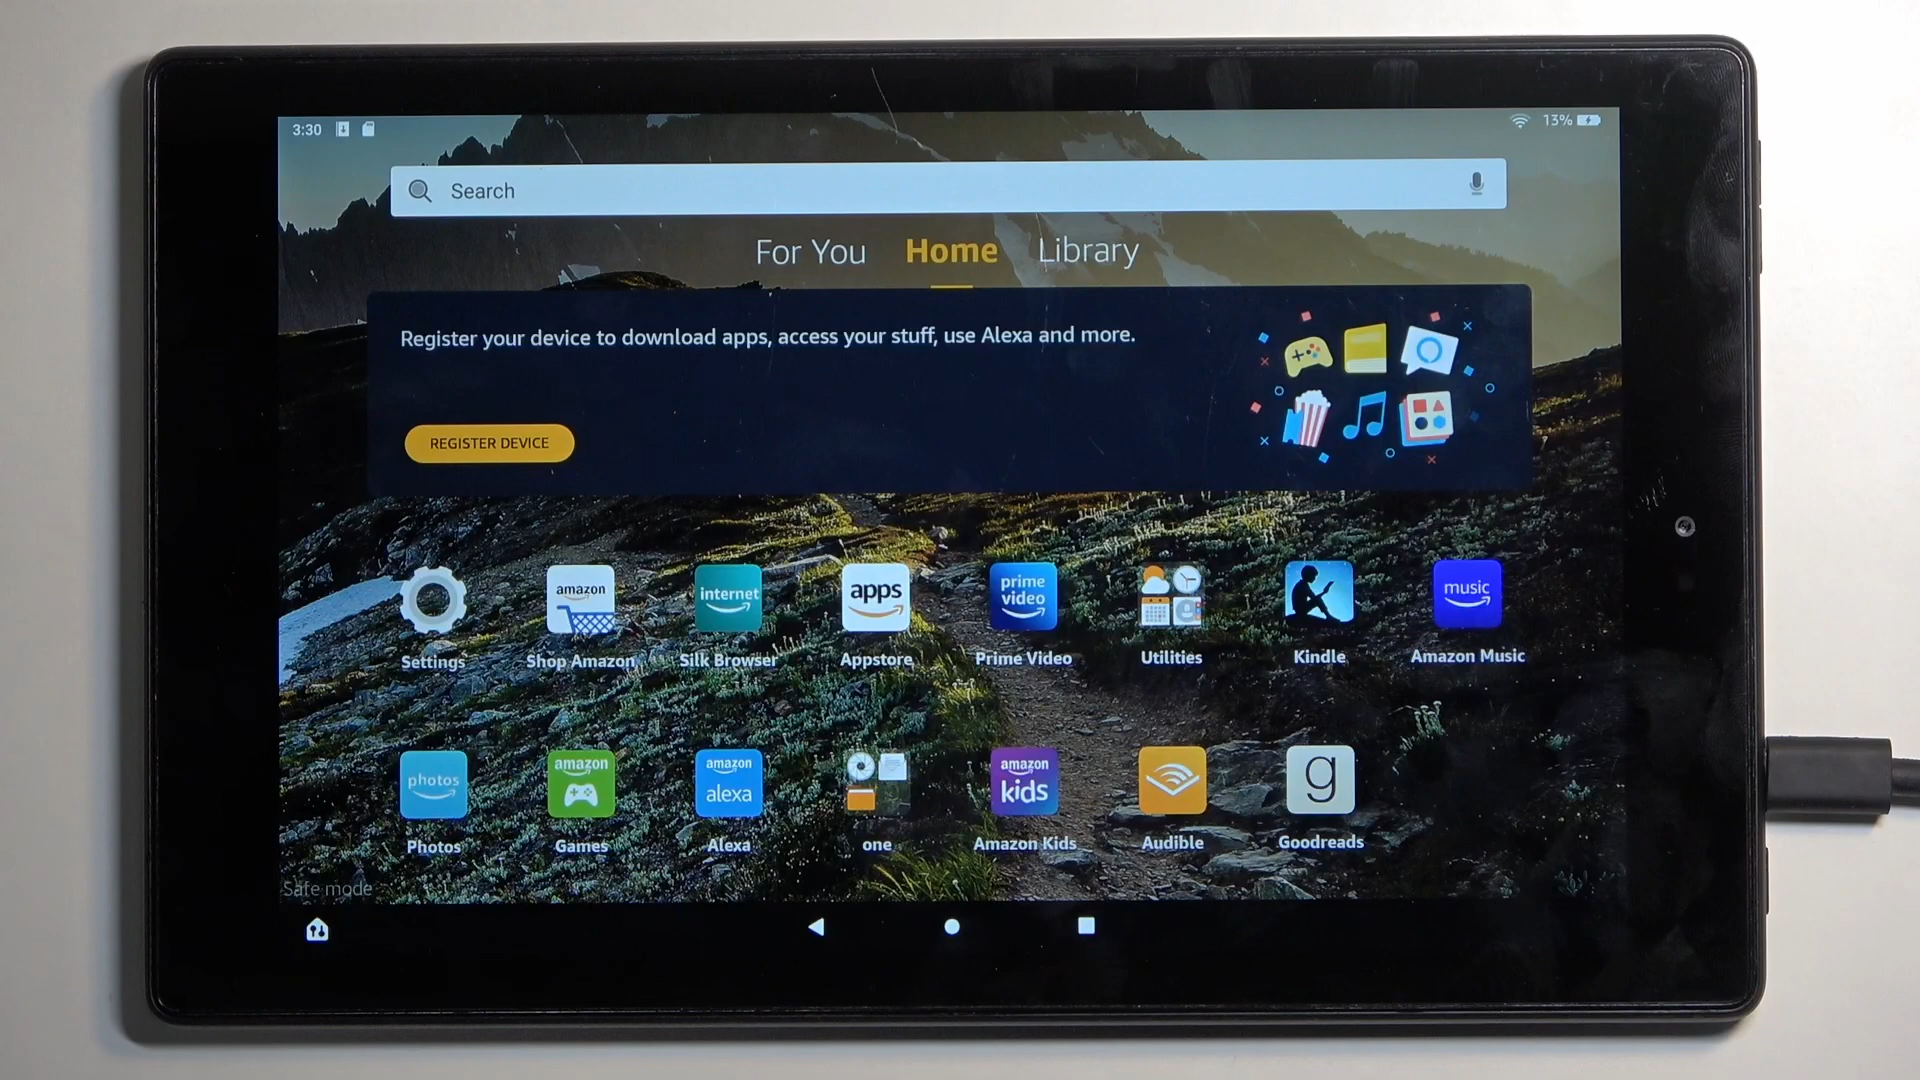 3:30
13%
Search
For You Home Library
Register your device to download apps, access your stuff, use Alexa and more.
REGISTER DEVICE
amazon
internet
apps
prime
video
music
Settings Shop Amazon Silk Browser Appstore Prime Video Utilities Kindle Amazon Music
photos
amazon
amazon
alexa
amazon
kids
g
Photos Games Alexa one Amazon Kids Audible Goodreads
Safe mode